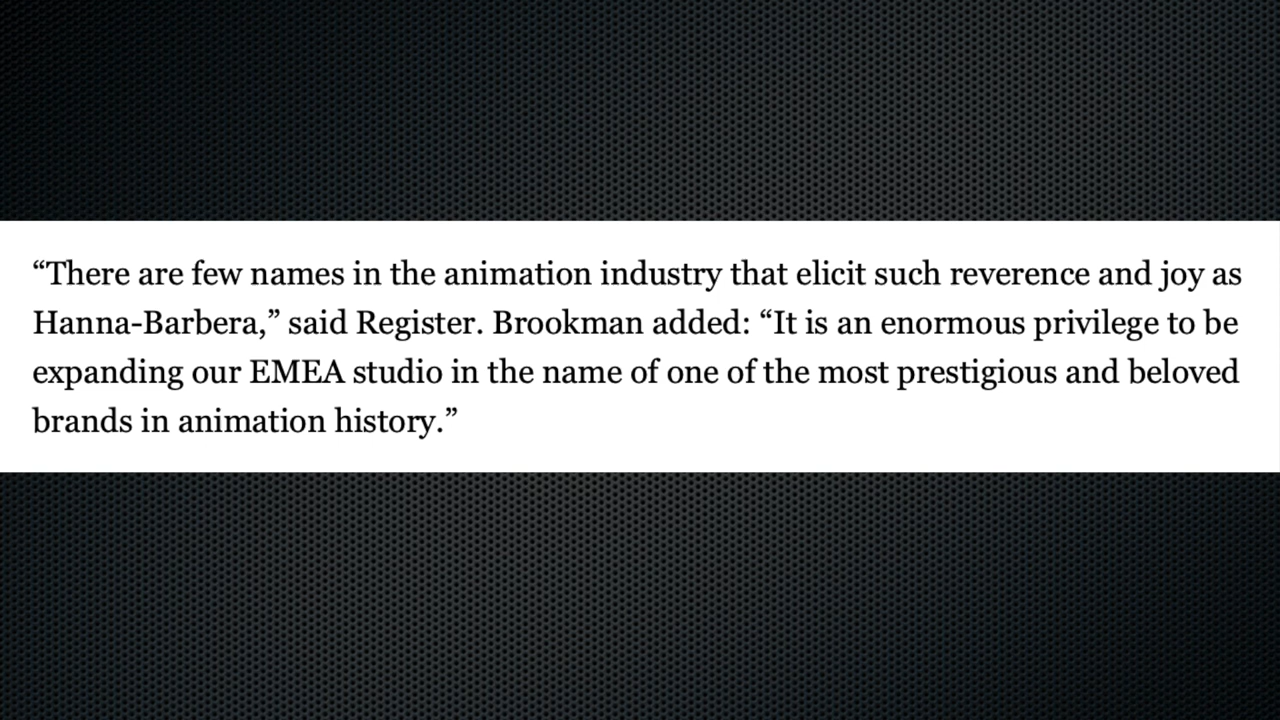 “There are few names in the animation industry that elicit such reverence and joy as
Hanna-Barbera,” said Register. Brookman added: “It is an enormous privilege to be
expanding our EMEA studio in the name of one of the most prestigious and beloved
brands in animation history.”